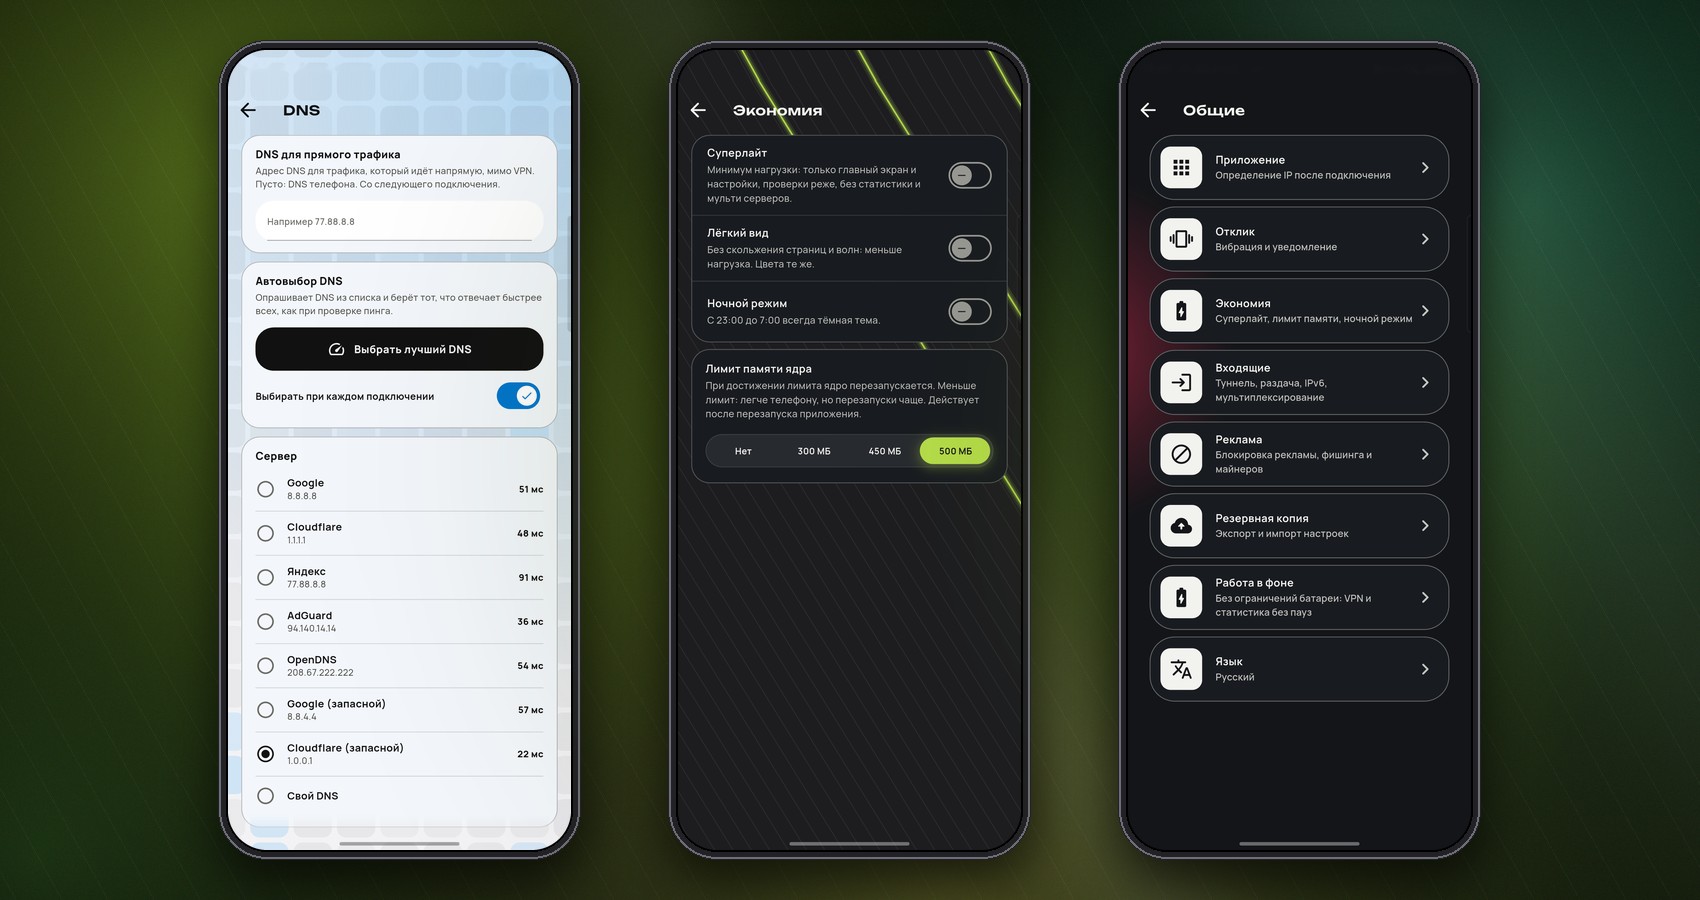 DNS
DNS для прямого трафика
Адрес DNS для трафика, который идёт напрямую, мимо VPN.
Пусто: DNS телефона. Со следующего подключения.
Например 77.88.8.8
Автовыбор DNS
Опрашивает DNS из списка и берёт тот, что отвечает быстрее
всех, как при проверке пинга.
Выбрать лучший DNS
Выбирать при каждом подключении
Сервер
Google
8.8.8.8
51 мс
Cloudflare
1.1.1.1
48 мс
Яндекс
77.88.8.8
91 мс
AdGuard
94.140.14.14
36 мс
OpenDNS
208.67.222.222
54 мс
Google (запасной)
8.8.4.4
57 мс
Cloudflare (запасной)
1.0.0.1
22 мс
Свой DNS
Экономия
Суперлайт
Минимум нагрузки: только главный экран и
настройки, проверки реже, без статистики и
мульти серверов.
Лёгкий вид
Без скольжения страниц и волн: меньше
нагрузка. Цвета те же.
Ночной режим
С 23:00 до 7:00 всегда тёмная тема.
Лимит памяти ядра
При достижении лимита ядро перезапускается. Меньше
лимит: легче телефону, но перезапуски чаще. Действует
после перезапуска приложения.
Нет 300 МБ 450 МБ 500 МБ
Общие
Приложение
Определение IP после подключения
Отклик
Вибрация и уведомление
Экономия
Суперлайт, лимит памяти, ночной режим
Входящие
Туннель, раздача, IPv6,
мультиплексирование
Реклама
Блокировка рекламы, фишинга и
майнеров
Резервная копия
Экспорт и импорт настроек
Работа в фоне
Без ограничений батареи: VPN и
статистика без пауз
Язык
Русский